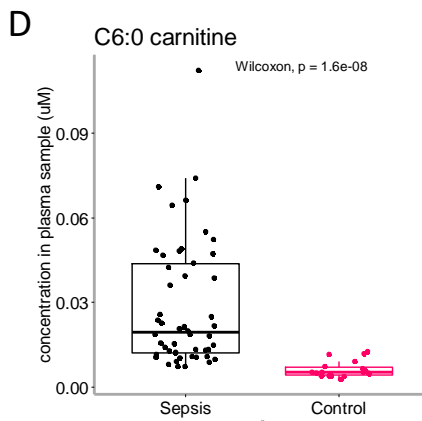 D
C6:0 carnitine
Wilcoxon, p = 1.6e-08
concentration in plasma sample (uM)
0.09
0.06
0.03
0.00
Sepsis
Control